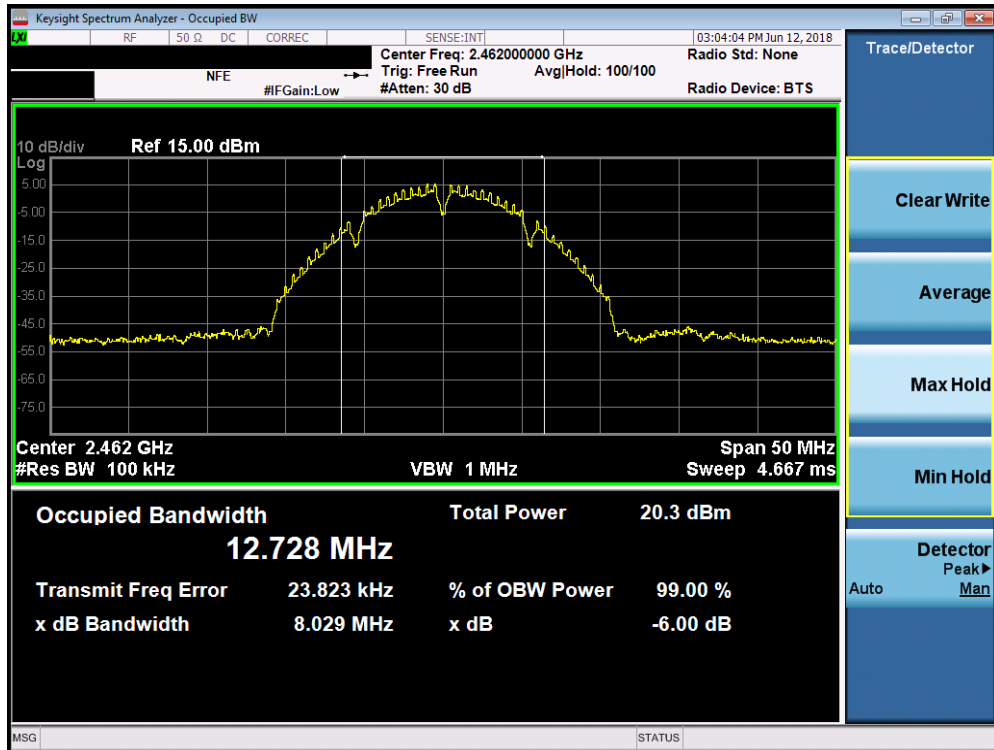 Keysight Spectrum Analyzer - Occupied BW
LXI RF 50 Ω DC CORREC SENSE:INT 03:04:04 PM Jun 12, 2018
Center Freq: 2.462000000 GHz Radio Std: None
NFE Trig: Free Run Avg|Hold: 100/100
#IFGain:Low #Atten: 30 dB Radio Device: BTS
Trace/Detector
10 dB/div Ref 15.00 dBm
Log
5.00
-5.00
-15.0
-25.0
-35.0
-45.0
-55.0
-65.0
-75.0
Center 2.462 GHz Span 50 MHz
#Res BW 100 kHz VBW 1 MHz Sweep 4.667 ms
Occupied Bandwidth Total Power 20.3 dBm
12.728 MHz
Transmit Freq Error 23.823 kHz % of OBW Power 99.00 %
x dB Bandwidth 8.029 MHz x dB -6.00 dB
Clear Write
Average
Max Hold
Min Hold
Detector
Peak▶
Auto Man
MSG STATUS